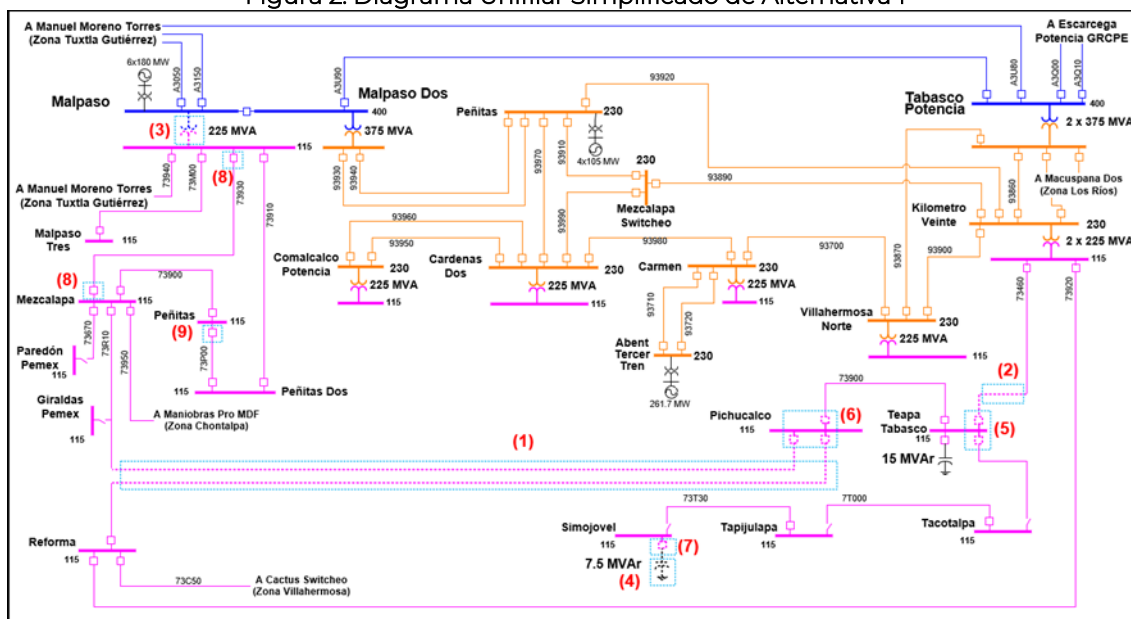 Figura 2. Diagrama Unifilar Simplificado de Alternativa 1
A Manuel Moreno Torres
(Zona Tuxtla Gutiérrez)
A3050
A3150
6x180 MW
Malpaso
(3)
225 MVA
115
A3U90
Malpaso Dos
400
375 MVA
A Escarcega
Potencia GRCPE
A3U80
A3Q00
A3Q10
Tabasco
Potencia
400
2 x 375 MVA
93920
Peñitas
230
4x105 MW
93930
93940
93970
93910
230
Mezcalapa
Switcheo
93890
93990
93860
A Macuspana Dos
(Zona Los Ríos)
Kilometro
Veinte
230
2 x 225 MVA
115
73940
73M00
(8)
73930
73910
A Manuel Moreno Torres
(Zona Tuxtla Gutiérrez)
Malpaso
Tres
115
93960
93950
Comalcalco
Potencia
230
225 MVA
115
Cardenas
Dos
230
225 MVA
115
93980
Carmen
230
225 MVA
115
93700
93870
93900
73460
73920
(8)
Mezcalapa
115
73900
Peñitas
115
(9)
73P00
115
Peñitas Dos
73670
73R10
73950
Paredón
Pemex
115
Giraldas
Pemex
115
A Maniobras Pro MDF
(Zona Chontalpa)
93710
93720
Abent
Tercer
Tren
230
261.7 MW
Villahermosa
Norte
230
225 MVA
115
(2)
73900
Pichucalco
115
(6)
Teapa
Tabasco
115
(5)
15 MVAr
(1)
73T30
7T000
Simojovel
115
(7)
7.5 MVAr
(4)
Tapijulapa
115
Tacotalpa
115
Reforma
115
73C50
A Cactus Switcheo
(Zona Villahermosa)